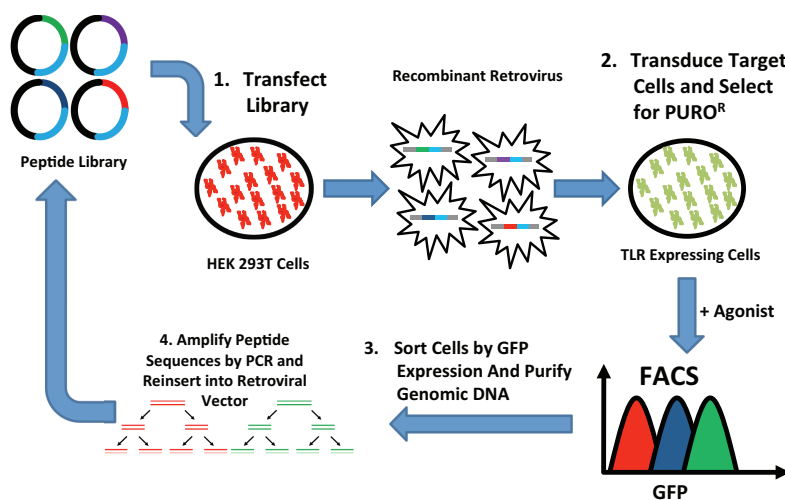 Peptide Library
1. Transfect
Library
HEK 293T Cells
Recombinant Retrovirus
2. Transduce Target
Cells and Select
for PURO^R
TLR Expressing Cells
+ Agonist
FACS
GFP
3. Sort Cells by GFP
Expression And Purify
Genomic DNA
4. Amplify Peptide
Sequences by PCR and
Reinsert into Retroviral
Vector